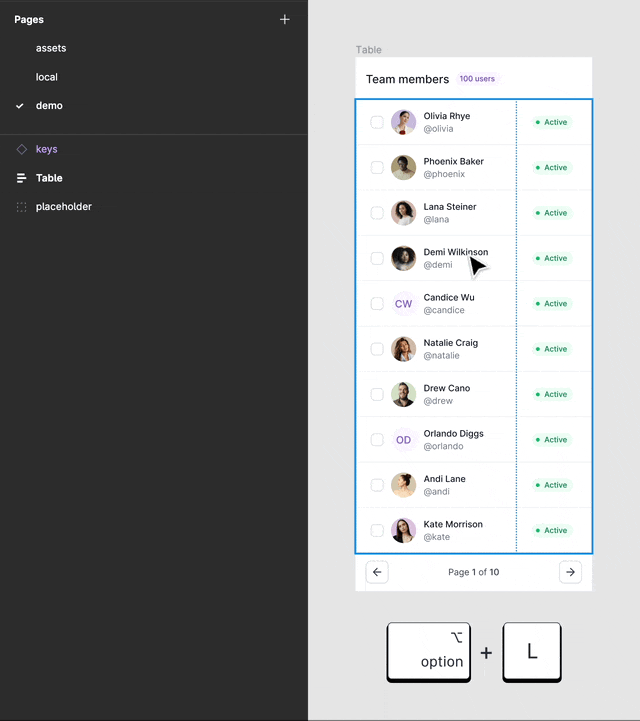 Pages
assets
local
demo
keys
Table
placeholder
Table
Team members 100 users
Olivia Rhye
@olivia
Active
Phoenix Baker
@phoenix
Active
Lana Steiner
@lana
Active
Demi Wilkinson
@demi
Active
CW
Candice Wu
@candice
Active
Natalie Craig
@natalie
Active
Drew Cano
@drew
Active
OD
Orlando Diggs
@orlando
Active
Andi Lane
@andi
Active
Kate Morrison
@kate
Active
Page 1 of 10
⌥
option + L